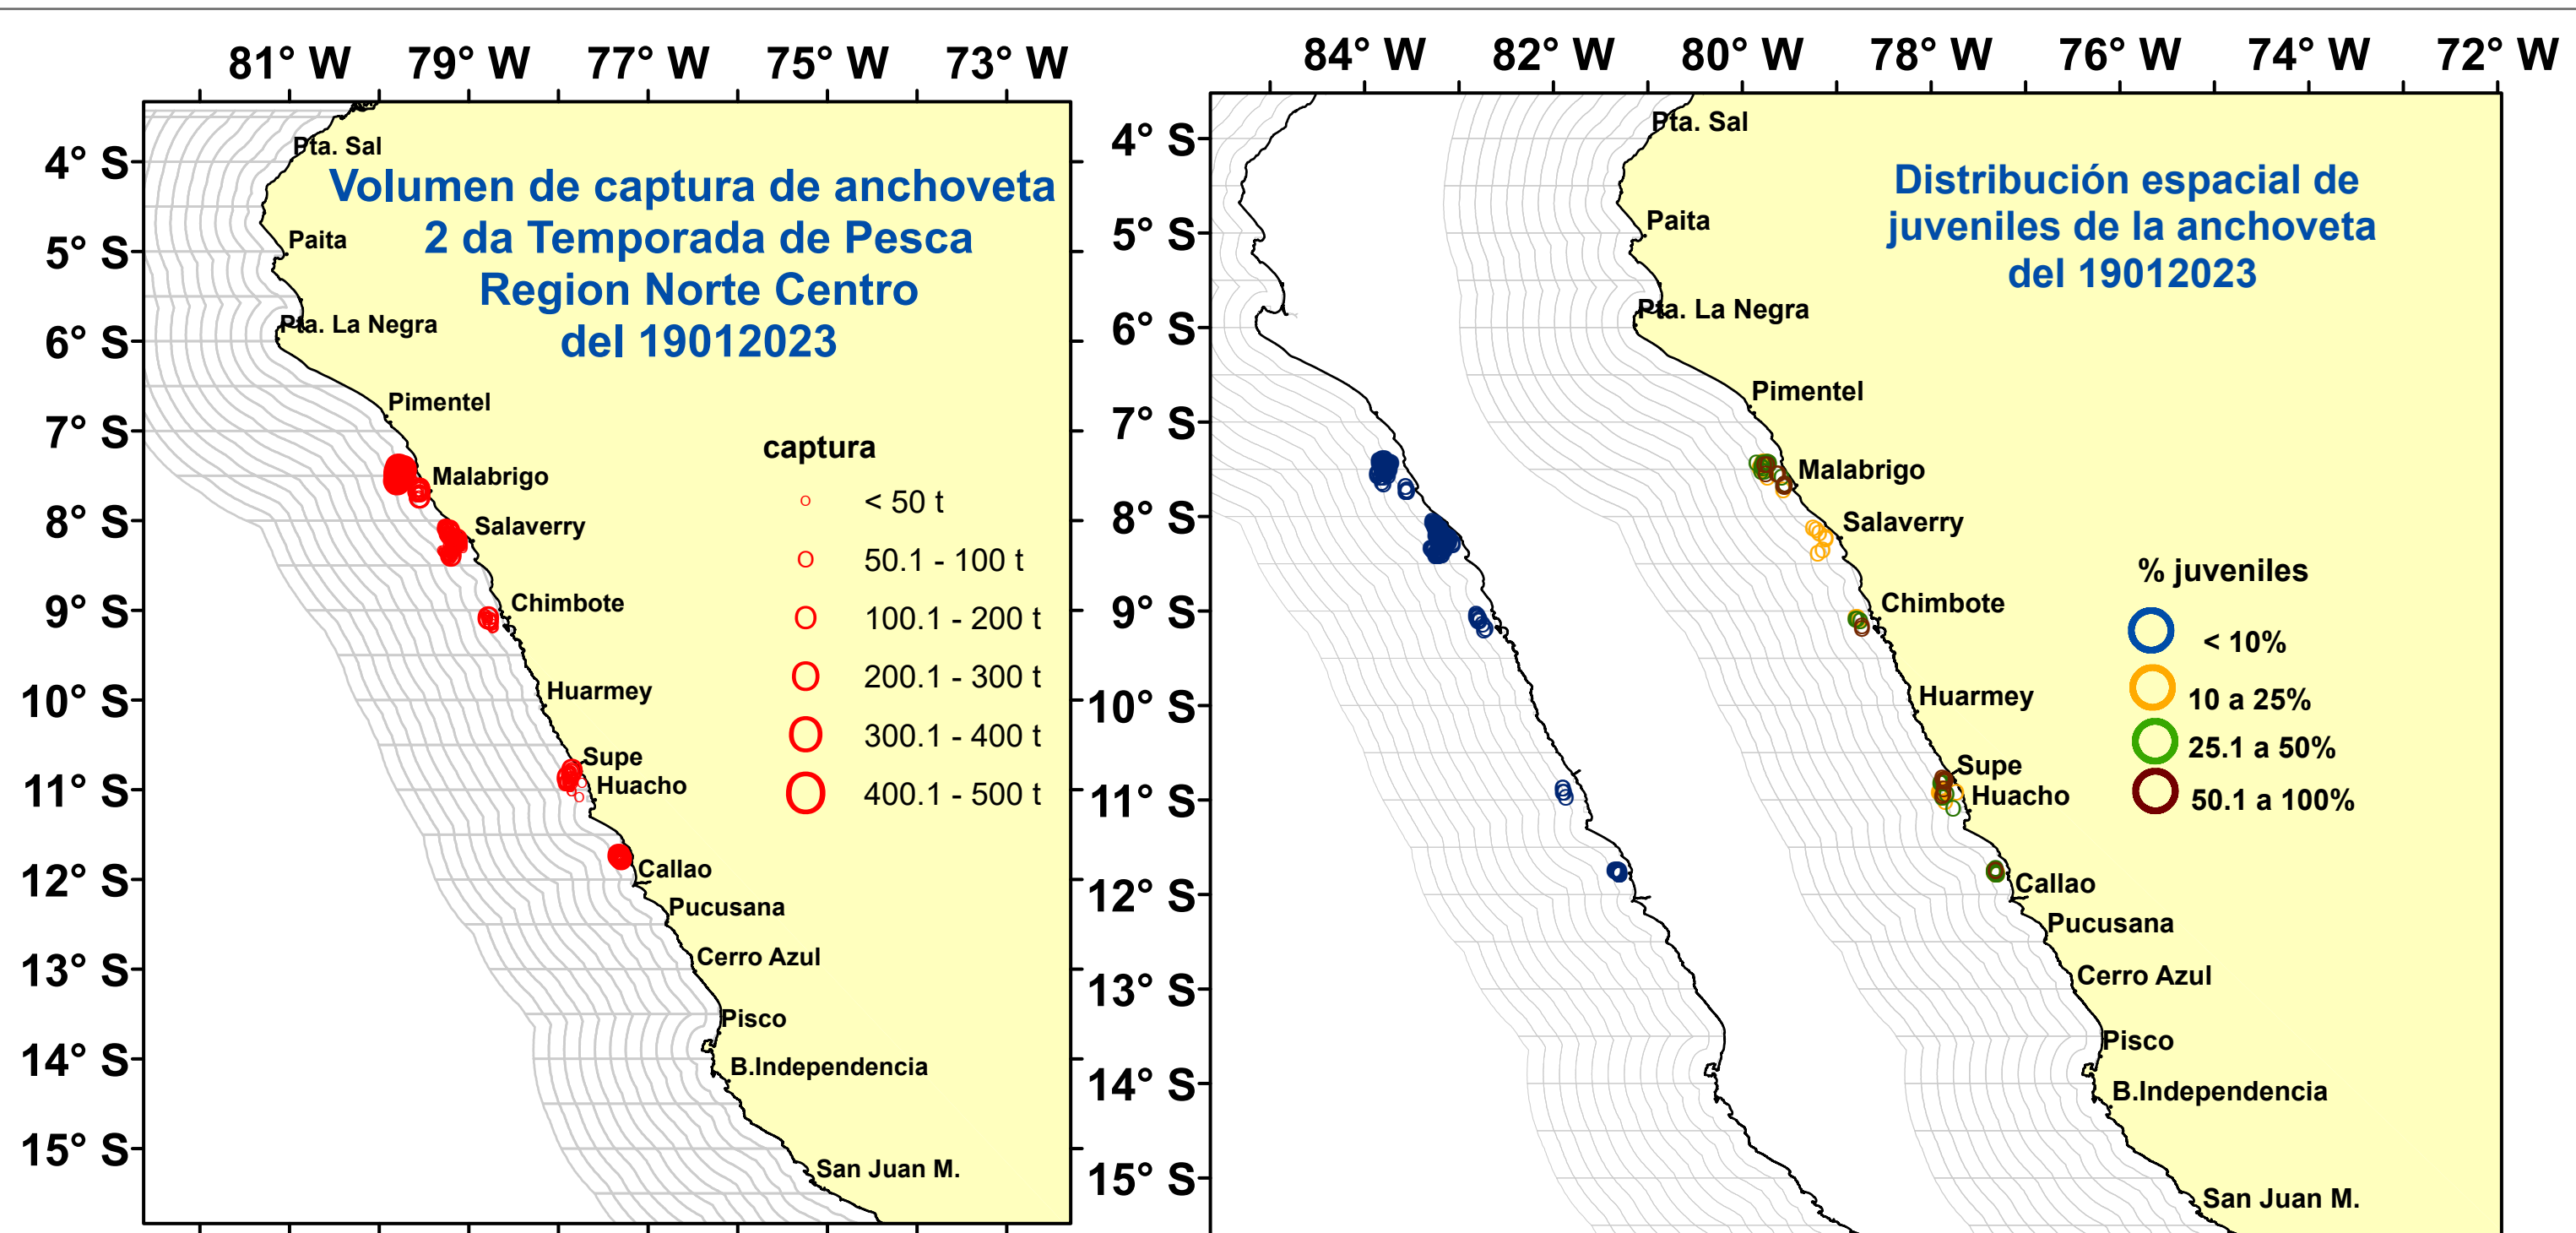 81° W 79° W 77° W 75° W 73° W
4° S
5° S
6° S
7° S
8° S
9° S
10° S
11° S
12° S
13° S
14° S
15° S
Volumen de captura de anchoveta
2 da Temporada de Pesca
Region Norte Centro
del 19012023
Pta. Sal
Paita
Pta. La Negra
Pimentel
Malabrigo
Salaverry
Chimbote
Huarmey
Supe
Huacho
Callao
Pucusana
Cerro Azul
Pisco
B.Independencia
San Juan M.
captura
< 50 t
50.1 - 100 t
100.1 - 200 t
200.1 - 300 t
300.1 - 400 t
400.1 - 500 t
84° W 82° W 80° W 78° W 76° W 74° W 72° W
4° S
5° S
6° S
7° S
8° S
9° S
10° S
11° S
12° S
13° S
14° S
15° S
Distribución espacial de
juveniles de la anchoveta
del 19012023
Pta. Sal
Paita
Pta. La Negra
Pimentel
Malabrigo
Salaverry
Chimbote
Huarmey
Supe
Huacho
Callao
Pucusana
Cerro Azul
Pisco
B.Independencia
San Juan M.
% juveniles
< 10%
10 a 25%
25.1 a 50%
50.1 a 100%